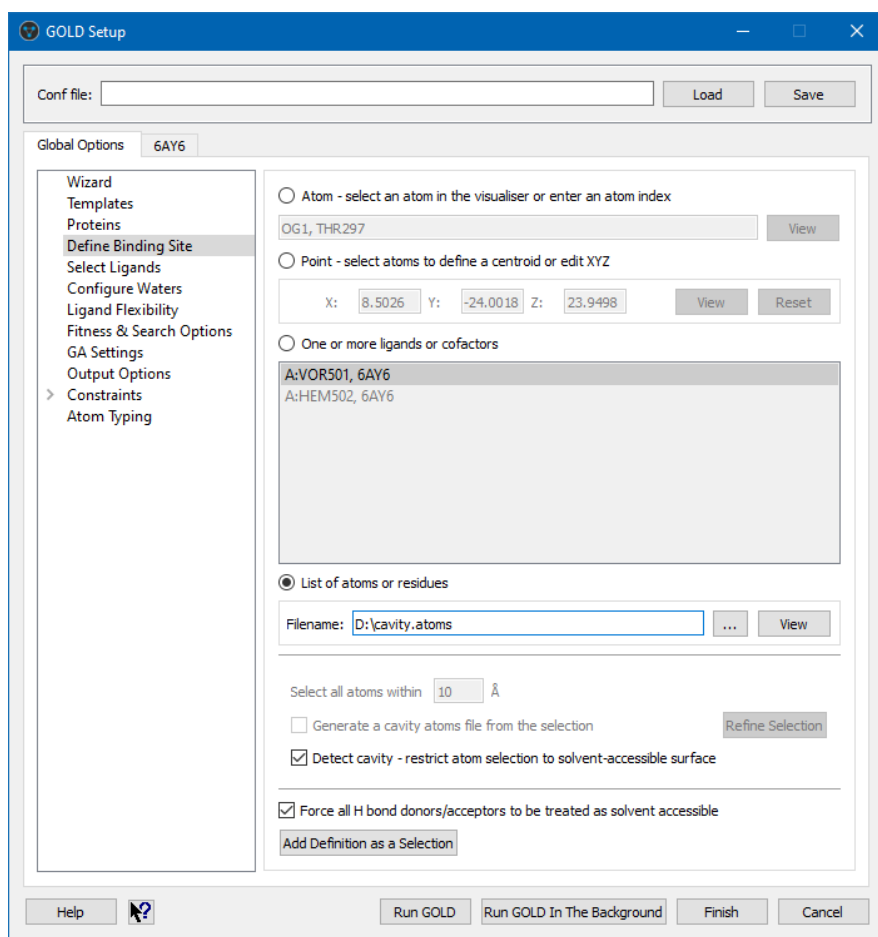 GOLD Setup
Conf file: Load Save
Global Options 6AY6
Wizard
Templates
Proteins
Define Binding Site
Select Ligands
Configure Waters
Ligand Flexibility
Fitness & Search Options
GA Settings
Output Options
Constraints
Atom Typing
Atom - select an atom in the visualiser or enter an atom index
OG1, THR297 View
Point - select atoms to define a centroid or edit XYZ
X: 8.5026 Y: -24.0018 Z: 23.9498 View Reset
One or more ligands or cofactors
A:VOR501, 6AY6
A:HEM502, 6AY6
List of atoms or residues
Filename: D:\cavity.atoms ... View
Select all atoms within 10 Å
Generate a cavity atoms file from the selection Refine Selection
Detect cavity - restrict atom selection to solvent-accessible surface
Force all H bond donors/acceptors to be treated as solvent accessible
Add Definition as a Selection
Help ? Run GOLD Run GOLD In The Background Finish Cancel